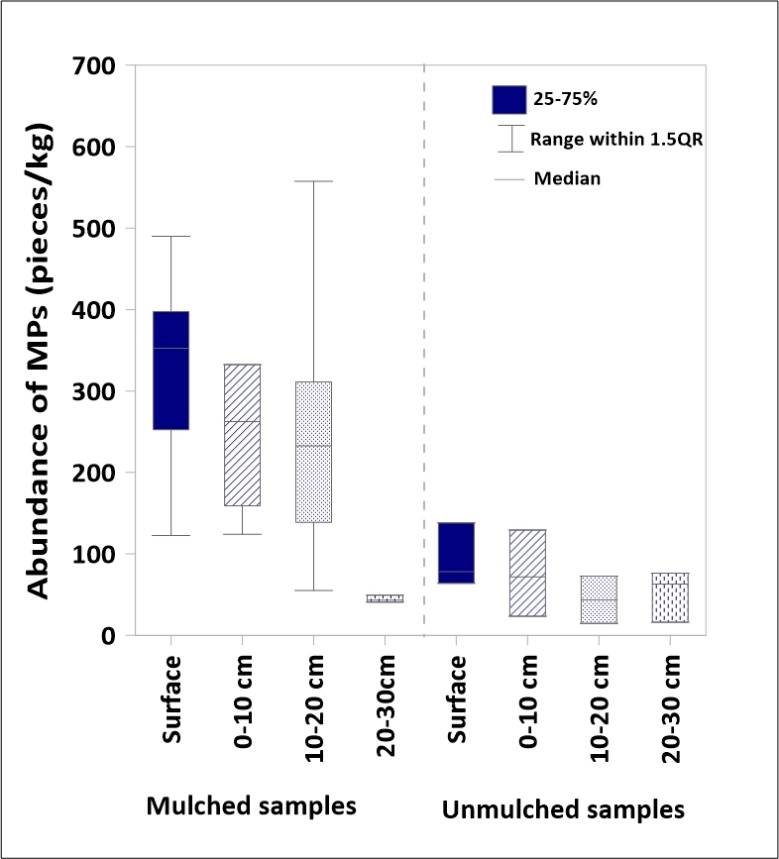 Abundance of MPs (pieces/kg)
700
600
500
400
300
200
100
0
25-75%
Range within 1.5QR
Median
Surface
0-10 cm
10-20 cm
20-30cm
Surface
0-10 cm
10-20 cm
20-30 cm
Mulched samples
Unmulched samples